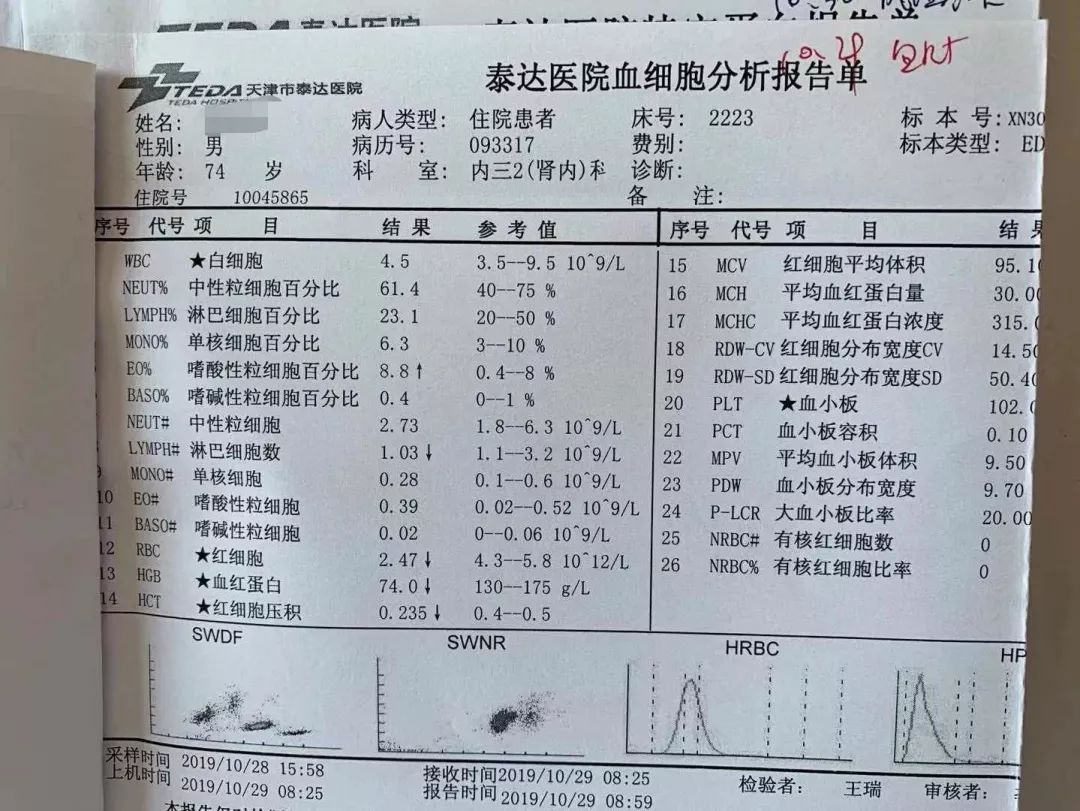 泰达医院
10.29 血Rt
泰达医院血细胞分析报告单
TEDA 天津市泰达医院
TEDA HOSPIT
姓名: 病人类型: 住院患者 床号: 2223 标本号: XN30
性别: 男 病历号: 093317 费别: 标本类型: ED
年龄: 74 岁 科室: 内三2(肾内)科 诊断:
住院号 10045865 备注:
序号 代号 项目 结果 参考值 序号 代号 项目 结果
WBC ★白细胞 4.5 3.5--9.5 10^9/L 15 MCV 红细胞平均体积 95.10
NEUT% 中性粒细胞百分比 61.4 40--75 % 16 MCH 平均血红蛋白量 30.00
LYMPH% 淋巴细胞百分比 23.1 20--50 % 17 MCHC 平均血红蛋白浓度 315.0
MONO% 单核细胞百分比 6.3 3--10 % 18 RDW-CV 红细胞分布宽度CV 14.50
EO% 嗜酸性粒细胞百分比 8.8↑ 0.4--8 % 19 RDW-SD 红细胞分布宽度SD 50.40
BASO% 嗜碱性粒细胞百分比 0.4 0--1 % 20 PLT ★血小板 102.0
NEUT# 中性粒细胞 2.73 1.8--6.3 10^9/L 21 PCT 血小板容积 0.10
LYMPH# 淋巴细胞数 1.03↓ 1.1--3.2 10^9/L 22 MPV 平均血小板体积 9.50
9 MONO# 单核细胞 0.28 0.1--0.6 10^9/L 23 PDW 血小板分布宽度 9.70
10 EO# 嗜酸性粒细胞 0.39 0.02--0.52 10^9/L 24 P-LCR 大血小板比率 20.00
11 BASO# 嗜碱性粒细胞 0.02 0--0.06 10^9/L 25 NRBC# 有核红细胞数 0
12 RBC ★红细胞 2.47↓ 4.3--5.8 10^12/L 26 NRBC% 有核红细胞比率 0
13 HGB ★血红蛋白 74.0↓ 130--175 g/L
14 HCT ★红细胞压积 0.235↓ 0.4--0.5
SWDF SWNR HRBC HP
采样时间 2019/10/28 15:58 接收时间 2019/10/29 08:25 检验者: 王瑞 审核者:
上机时间 2019/10/29 08:25 报告时间 2019/10/29 08:59